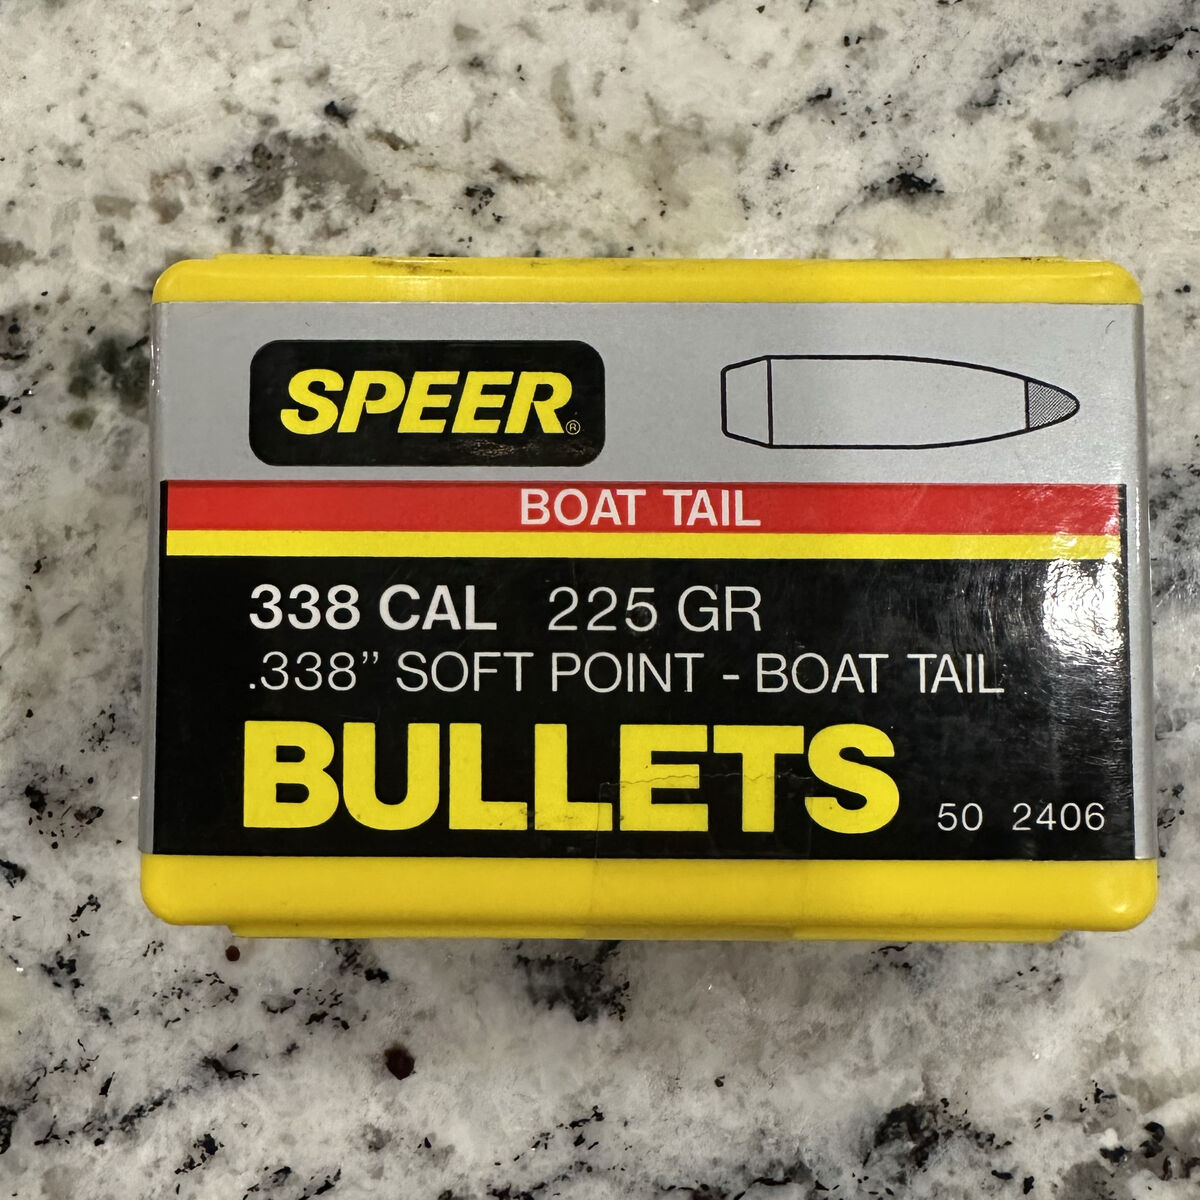 SPEER®
BOAT TAIL
338 CAL 225 GR
.338” SOFT POINT - BOAT TAIL
BULLETS 50 2406